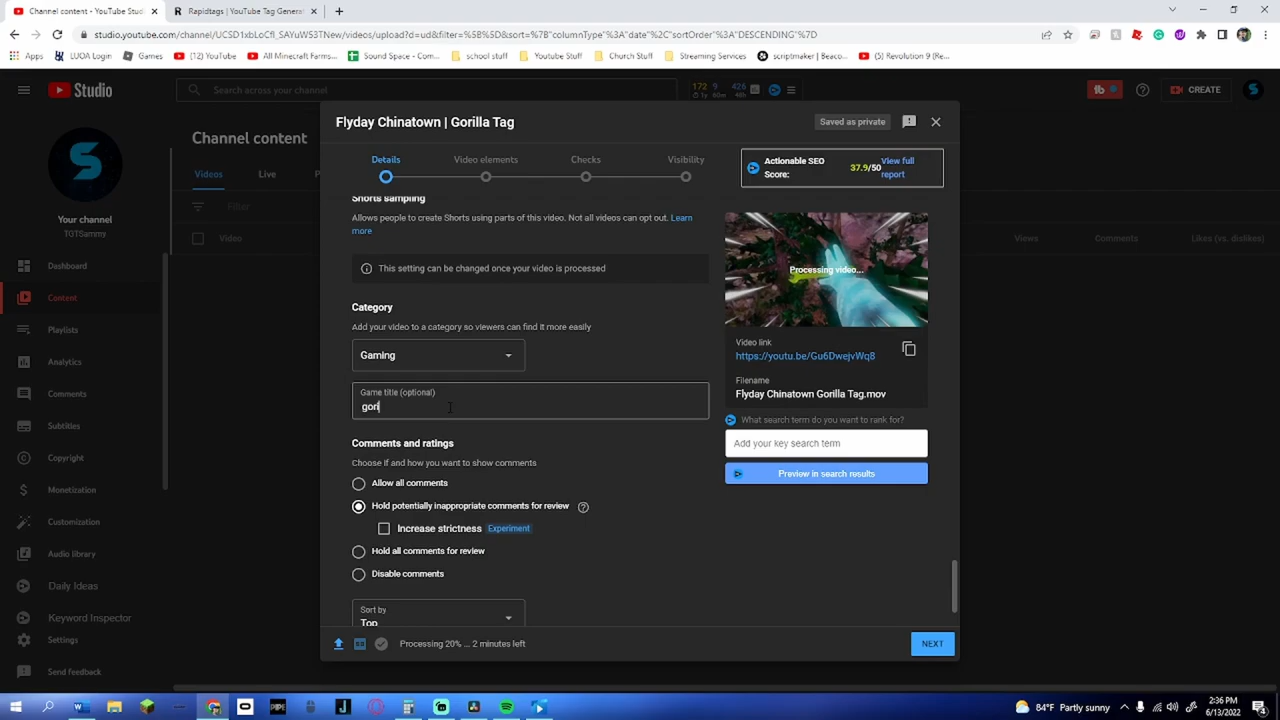 Content content - YouTube Studio
Rapidtags | YouTube Tag Generat
studio.youtube.com/channel/UCSD1xbLoCfl_SAYuWS3TNew/videos/upload?d=ud&filter=%5B%5D&sort=%7B"columnType"%3A"date"%2C"sortOrder"%3A"DESCENDING"%7D
Apps
LUOA Login
Games
(2) YouTube
All Minecraft Farms...
Sound Space - Com...
school stuff
Youtube Stuff
Church Stuff
Streaming Services
scriptmaker | Beaco...
(5) Revolution 9 (Re...
Studio
Search across your channel
172
9
426
1y
60m
48h
CREATE
Your channel
TGTSammy
Dashboard
Content
Playlists
Analytics
Comments
Subtitles
Copyright
Monetization
Customization
Audio library
Daily Ideas
Keyword Inspector
Settings
Send feedback
Channel content
Videos
Live
P
Filter
Video
Views
Comments
Likes (vs. dislikes)
Flyday Chinatown | Gorilla Tag
Saved as private
Details
Video elements
Checks
Visibility
Actionable SEO Score:
37.9/50
View full report
Shorts sampling
Allows people to create Shorts using parts of this video. Not all videos can opt out. Learn
more
This setting can be changed once your video is processed
Category
Add your video to a category so viewers can find it more easily
Gaming
Game title (optional)
gori
Comments and ratings
Choose if and how you want to show comments
Allow all comments
Hold potentially inappropriate comments for review
Increase strictness Experiment
Hold all comments for review
Disable comments
Sort by
Top
Processing video...
Video link
https://youtu.be/Gu6DwejvWq8
Filename
Flyday Chinatown Gorilla Tag.mov
What search term do you want to rank for?
Add your key search term
Preview in search results
Processing 20% ... 2 minutes left
NEXT
84°F Partly sunny
2:36 PM
6/13/2022